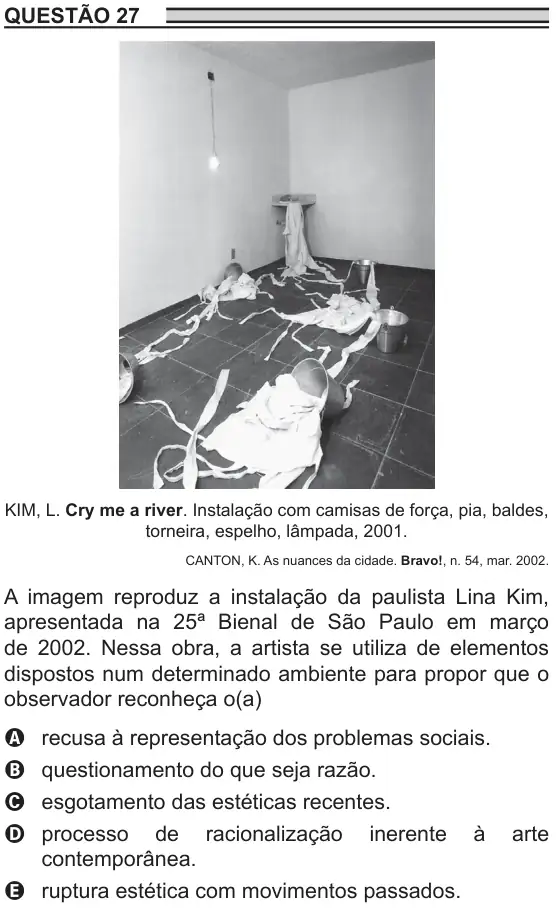 QUESTÃO 27
KIM, L. Cry me a river. Instalação com camisas de força, pia, baldes,
torneira, espelho, lâmpada, 2001.
CANTON, K. As nuances da cidade. Bravo!, n. 54, mar. 2002.
A imagem reproduz a instalação da paulista Lina Kim,
apresentada na 25ª Bienal de São Paulo em março
de 2002. Nessa obra, a artista se utiliza de elementos
dispostos num determinado ambiente para propor que o
observador reconheça o(a)
A recusa à representação dos problemas sociais.
B questionamento do que seja razão.
C esgotamento das estéticas recentes.
D processo de racionalização inerente à arte
contemporânea.
E ruptura estética com movimentos passados.